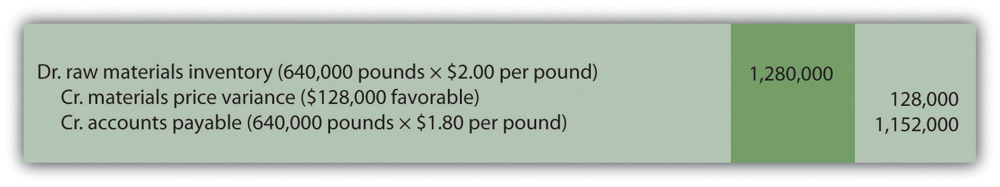 Dr. raw materials inventory (640,000 pounds × $2.00 per pound) 1,280,000
Cr. materials price variance ($128,000 favorable) 128,000
Cr. accounts payable (640,000 pounds × $1.80 per pound) 1,152,000